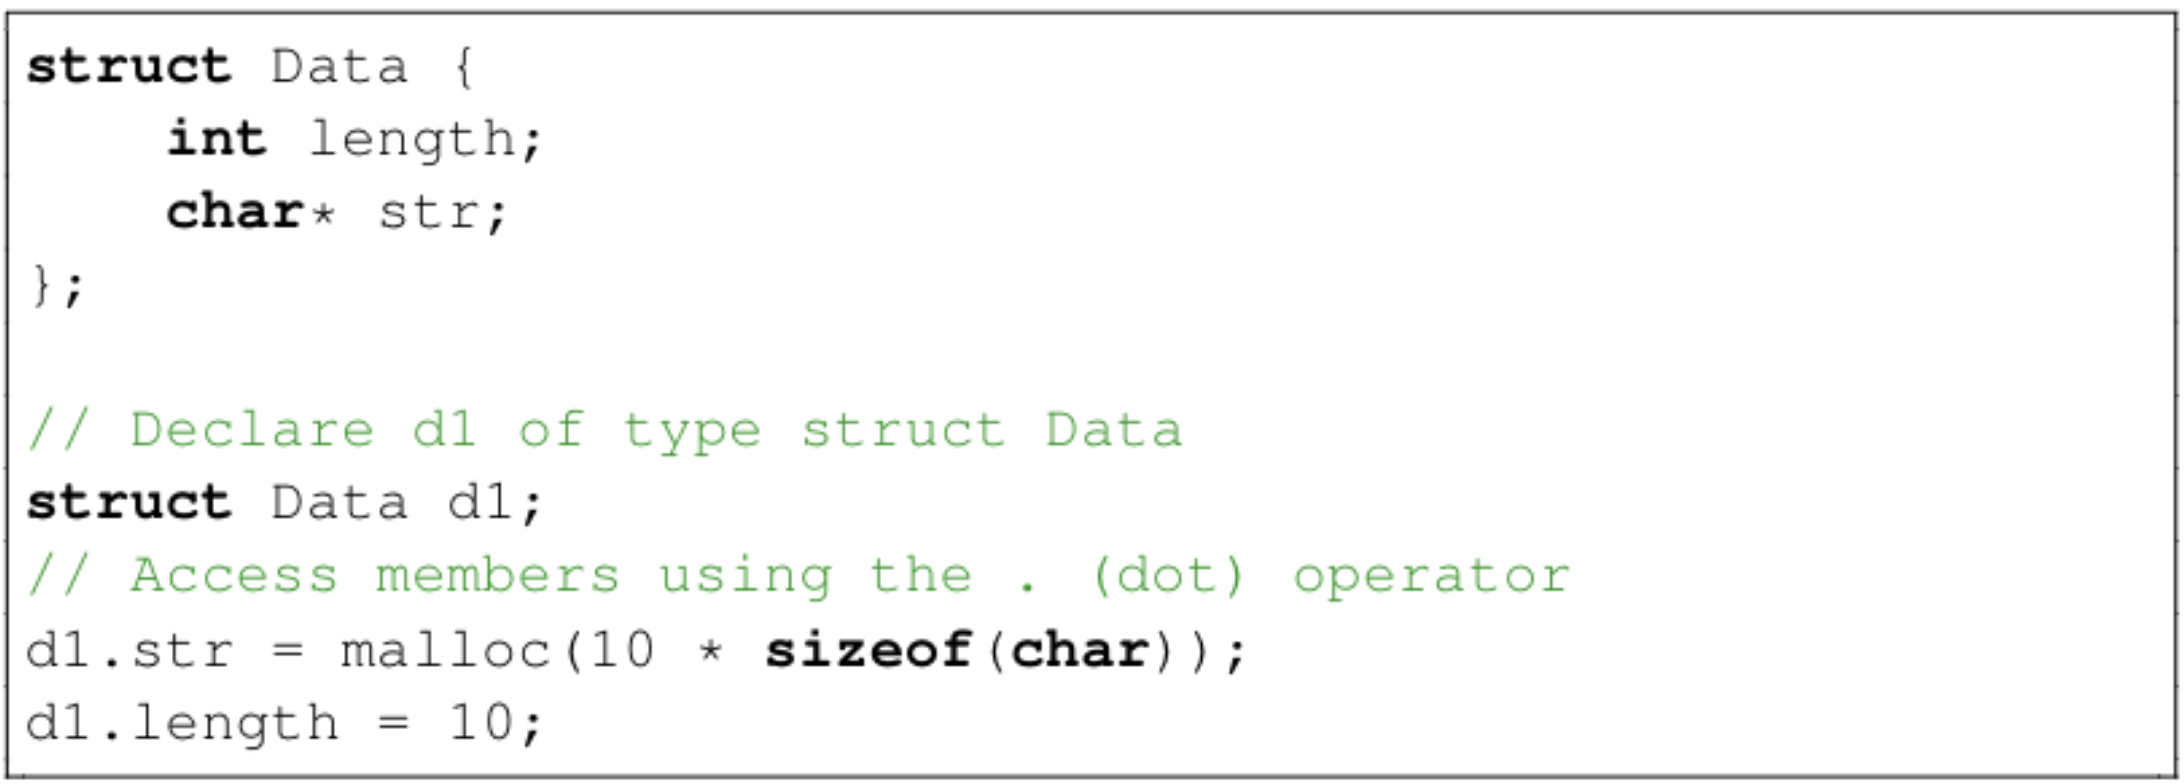 struct Data {
    int length;
    char* str;
};

// Declare d1 of type struct Data
struct Data d1;
// Access members using the . (dot) operator
d1.str = malloc(10 * sizeof(char));
d1.length = 10;